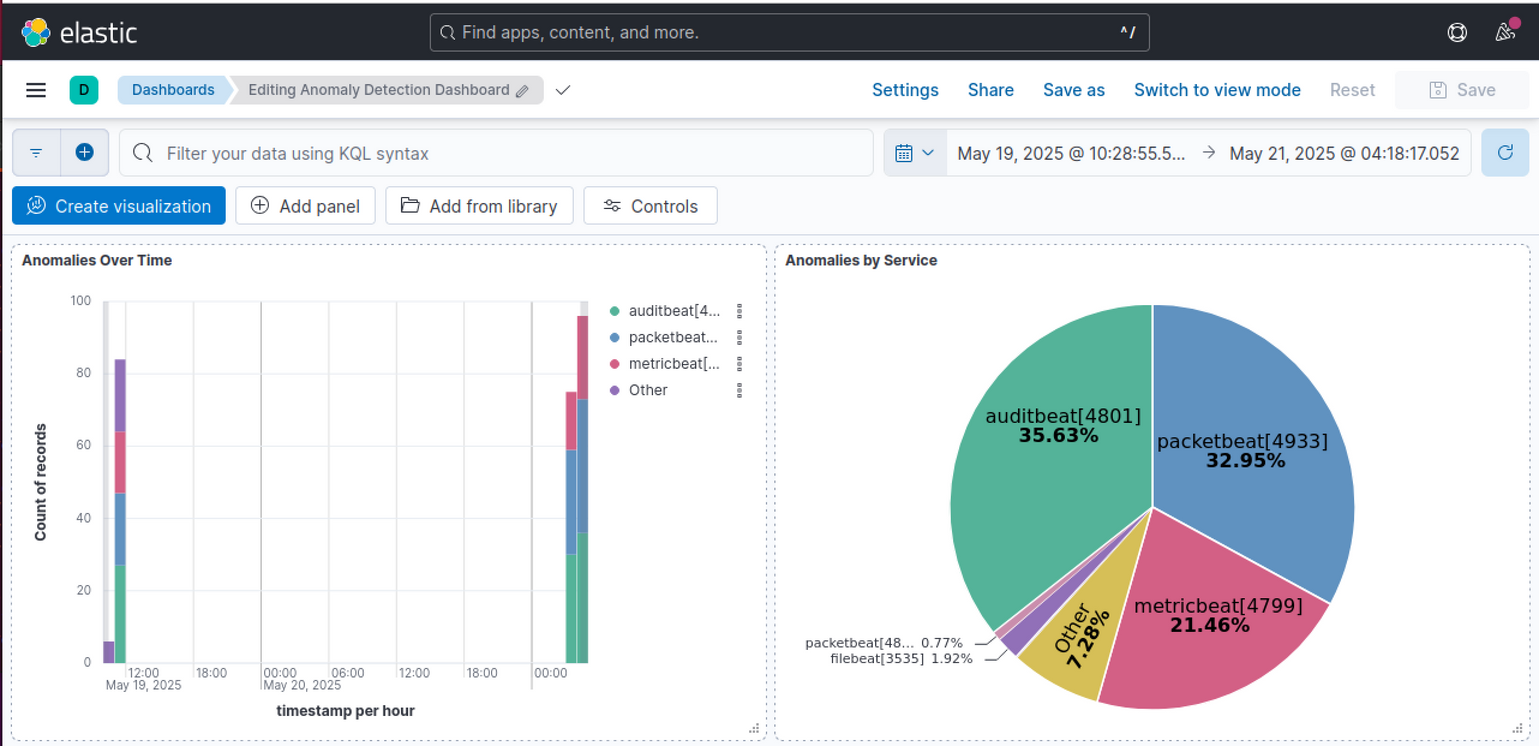 elastic
Find apps, content, and more.
^/
D
Dashboards
Editing Anomaly Detection Dashboard
Settings
Share
Save as
Switch to view mode
Reset
Save
Filter your data using KQL syntax
May 19, 2025 @ 10:28:55.5...
→
May 21, 2025 @ 04:18:17.052
Create visualization
Add panel
Add from library
Controls
Anomalies Over Time
Count of records
100
80
60
40
20
0
12:00
18:00
00:00
06:00
12:00
18:00
00:00
May 19, 2025
May 20, 2025
timestamp per hour
auditbeat[4...
packetbeat...
metricbeat[...
Other
Anomalies by Service
auditbeat[4801]
35.63%
packetbeat[4933]
32.95%
metricbeat[4799]
21.46%
Other
7.28%
packetbeat[48... 0.77%
filebeat[3535] 1.92%